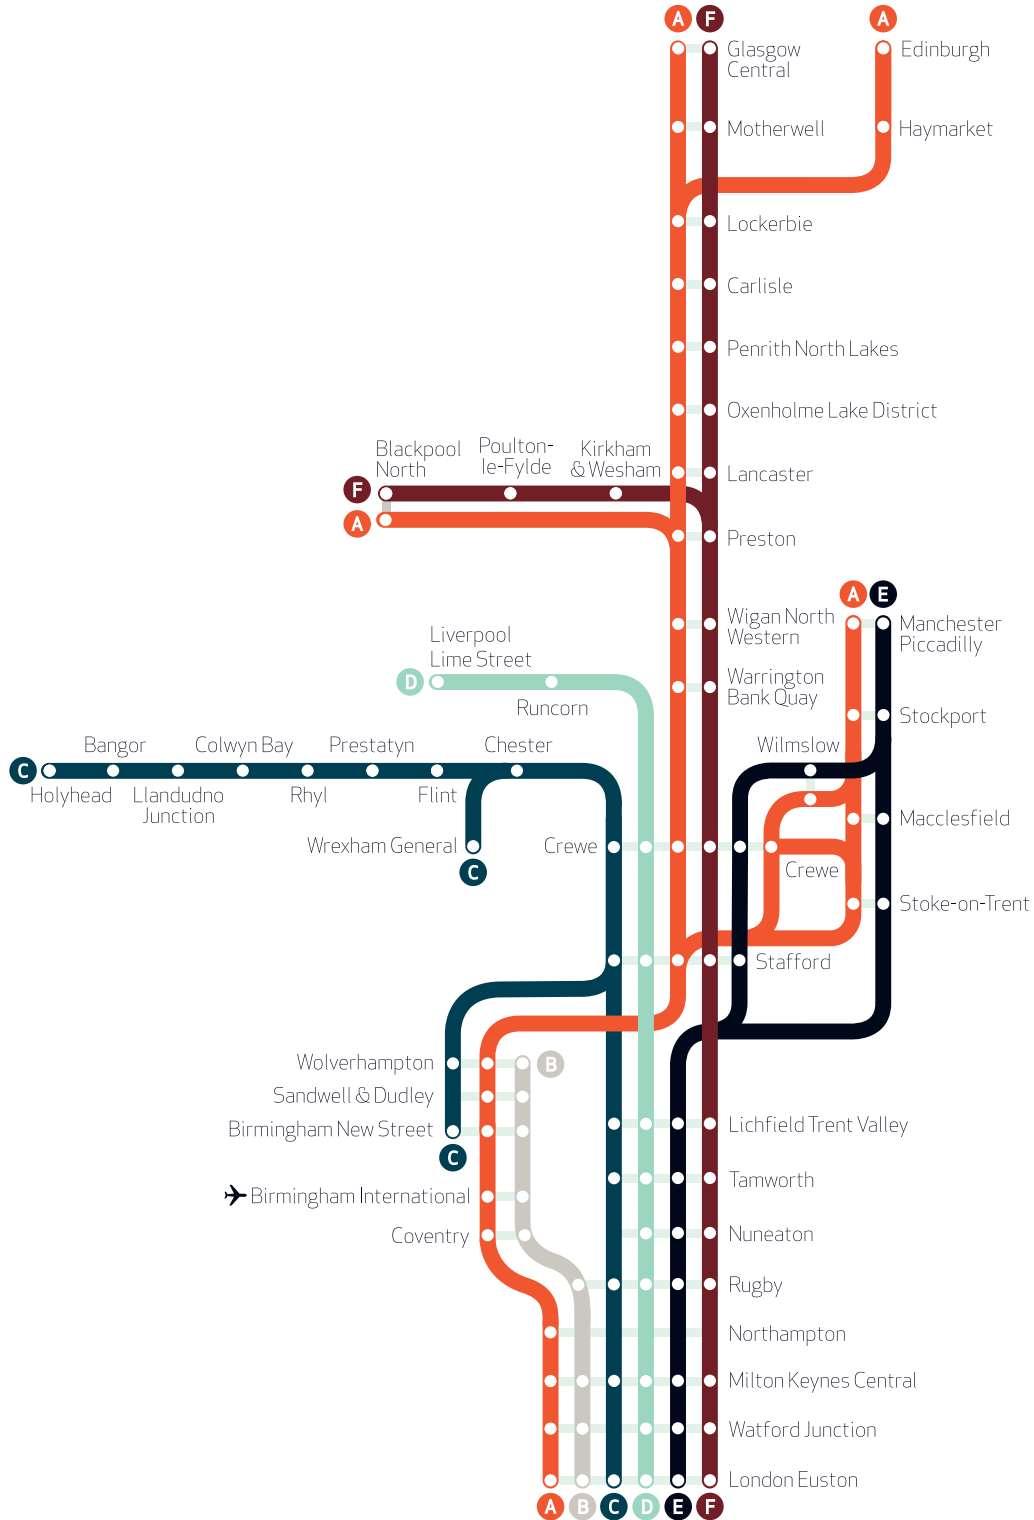 A
F
A
Glasgow
Central
Edinburgh
Motherwell
Haymarket
Lockerbie
Carlisle
Penrith North Lakes
Oxenholme Lake District
Blackpool
North
Poulton-
le-Fylde
Kirkham
& Wesham
Lancaster
F
A
Preston
A
E
Wigan North
Western
Manchester
Piccadilly
Liverpool
Lime Street
D
Runcorn
Warrington
Bank Quay
Stockport
Bangor
Colwyn Bay
Prestatyn
Chester
Wilmslow
C
Holyhead
Llandudno
Junction
Rhyl
Flint
Macclesfield
Wrexham General
C
Crewe
Crewe
Stoke-on-Trent
Stafford
Wolverhampton
B
Sandwell & Dudley
Birmingham New Street
C
Lichfield Trent Valley
Tamworth
Birmingham International
Coventry
Nuneaton
Rugby
Northampton
Milton Keynes Central
Watford Junction
London Euston
A
B
C
D
E
F